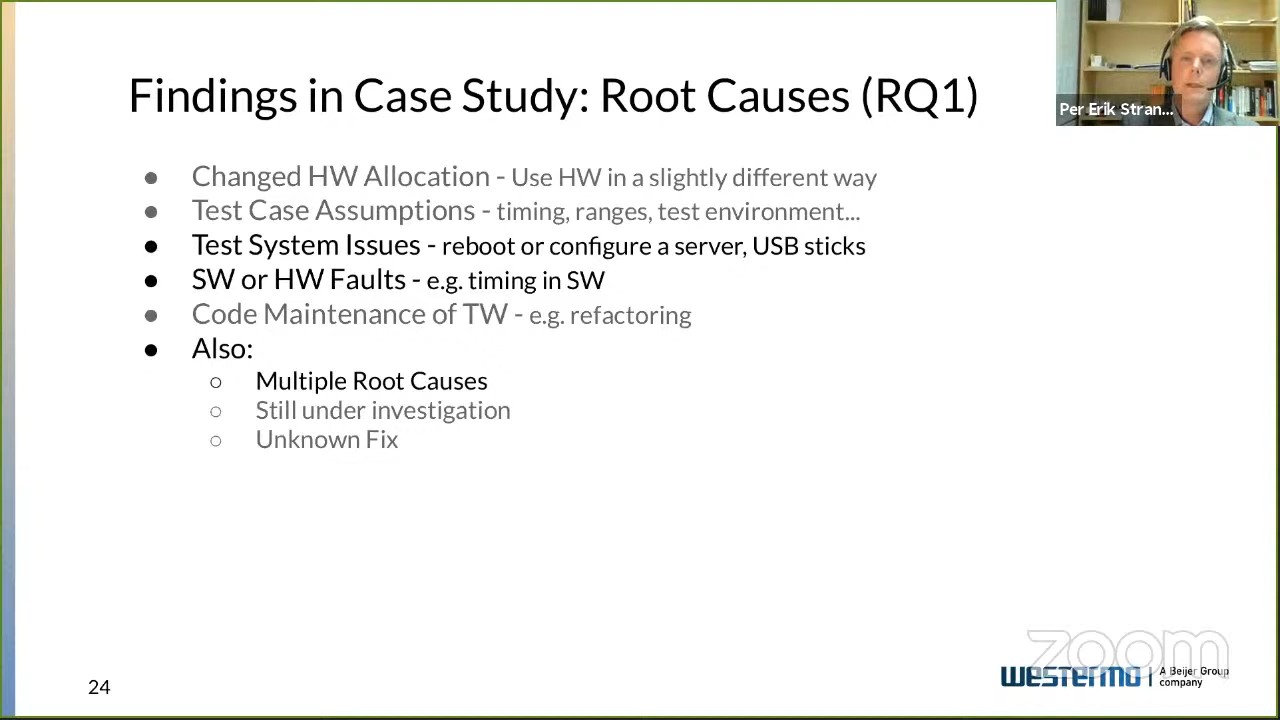 Findings in Case Study: Root Causes (RQ1)
Per Erik Stran...
● Changed HW Allocation - Use HW in a slightly different way
● Test Case Assumptions - timing, ranges, test environment...
● Test System Issues - reboot or configure a server, USB sticks
● SW or HW Faults - e.g. timing in SW
● Code Maintenance of TW - e.g. refactoring
● Also:
○ Multiple Root Causes
○ Still under investigation
○ Unknown Fix
zoom
westermo | A Beijer Group
company
24